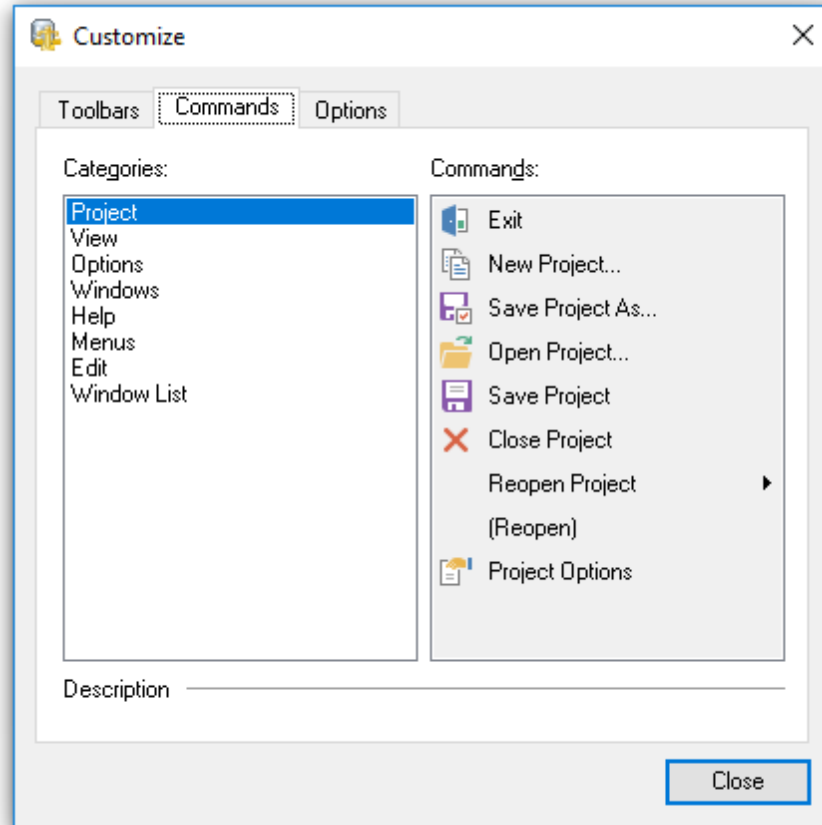 Customize
Toolbars Commands Options
Categories:
Project
View
Options
Windows
Help
Menus
Edit
Window List
Commands:
Exit
New Project...
Save Project As...
Open Project...
Save Project
Close Project
Reopen Project
(Reopen)
Project Options
Description
Close